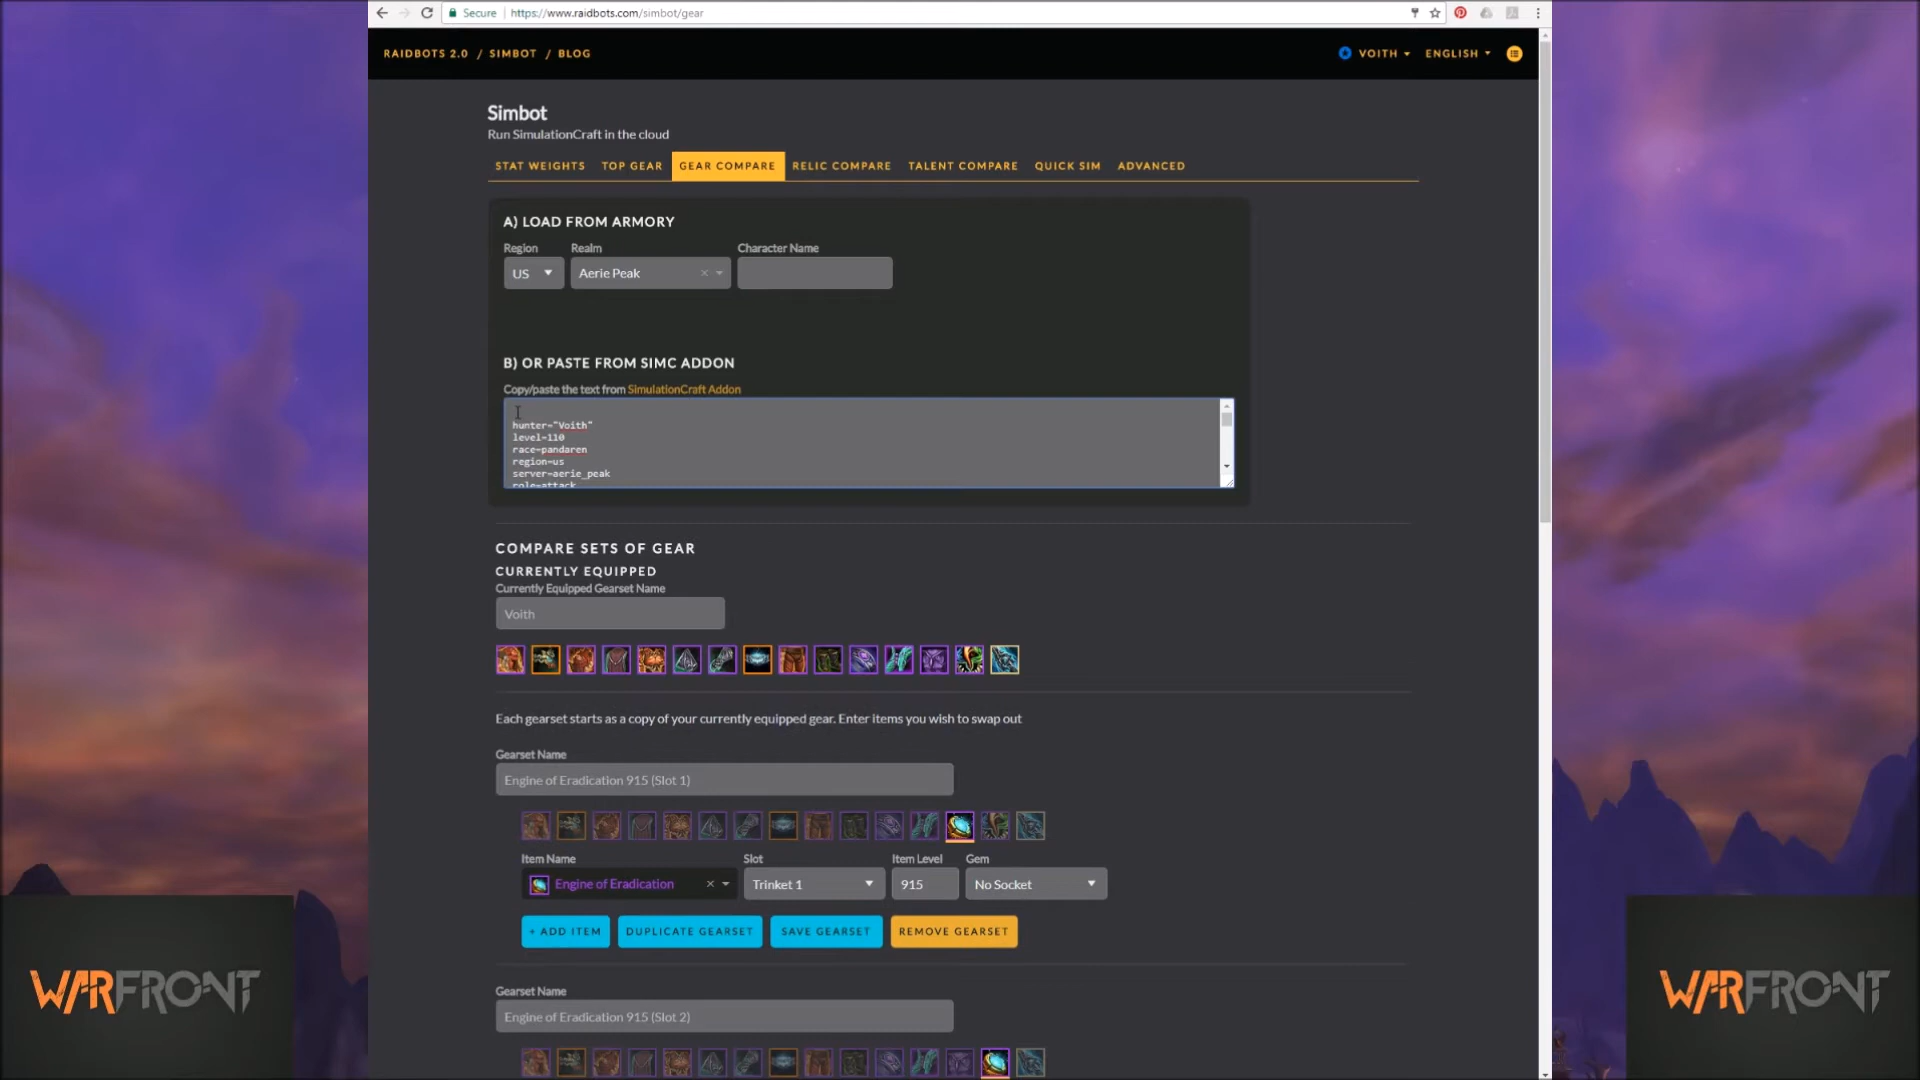 Secure https://www.raidbots.com/simbot/gear
RAIDBOTS 2.0 / SIMBOT / BLOG
VOITH
ENGLISH
Simbot
Run SimulationCraft in the cloud
STAT WEIGHTS TOP GEAR GEAR COMPARE RELIC COMPARE TALENT COMPARE QUICK SIM ADVANCED
A) LOAD FROM ARMORY
Region Realm Character Name
US Aerie Peak
B) OR PASTE FROM SIMC ADDON
Copy/paste the text from SimulationCraft Addon
hunter="Voith"
level=110
race=pandaren
region=us
server=aerie_peak
role=attack
COMPARE SETS OF GEAR
CURRENTLY EQUIPPED
Currently Equipped Gearset Name
Voith
Each gearset starts as a copy of your currently equipped gear. Enter items you wish to swap out
Gearset Name
Engine of Eradication 915 (Slot 1)
Item Name Slot Item Level Gem
Engine of Eradication Trinket 1 915 No Socket
+ ADD ITEM DUPLICATE GEARSET SAVE GEARSET REMOVE GEARSET
Gearset Name
Engine of Eradication 915 (Slot 2)
WARFRONT
WARFRONT